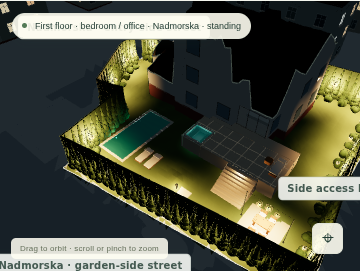 First floor · bedroom / office · Nadmorska · standing
Side access
Drag to orbit · scroll or pinch to zoom
Nadmorska · garden-side street